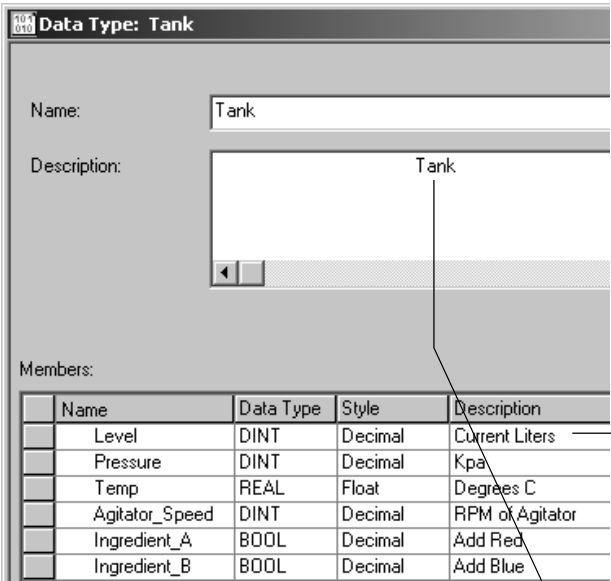 101
010 Data Type: Tank
Name: Tank
Description: Tank
Members:
Name Data Type Style Description
Level DINT Decimal Current Liters
Pressure DINT Decimal Kpa
Temp REAL Float Degrees C
Agitator_Speed DINT Decimal RPM of Agitator
Ingredient_A BOOL Decimal Add Red
Ingredient_B BOOL Decimal Add Blue